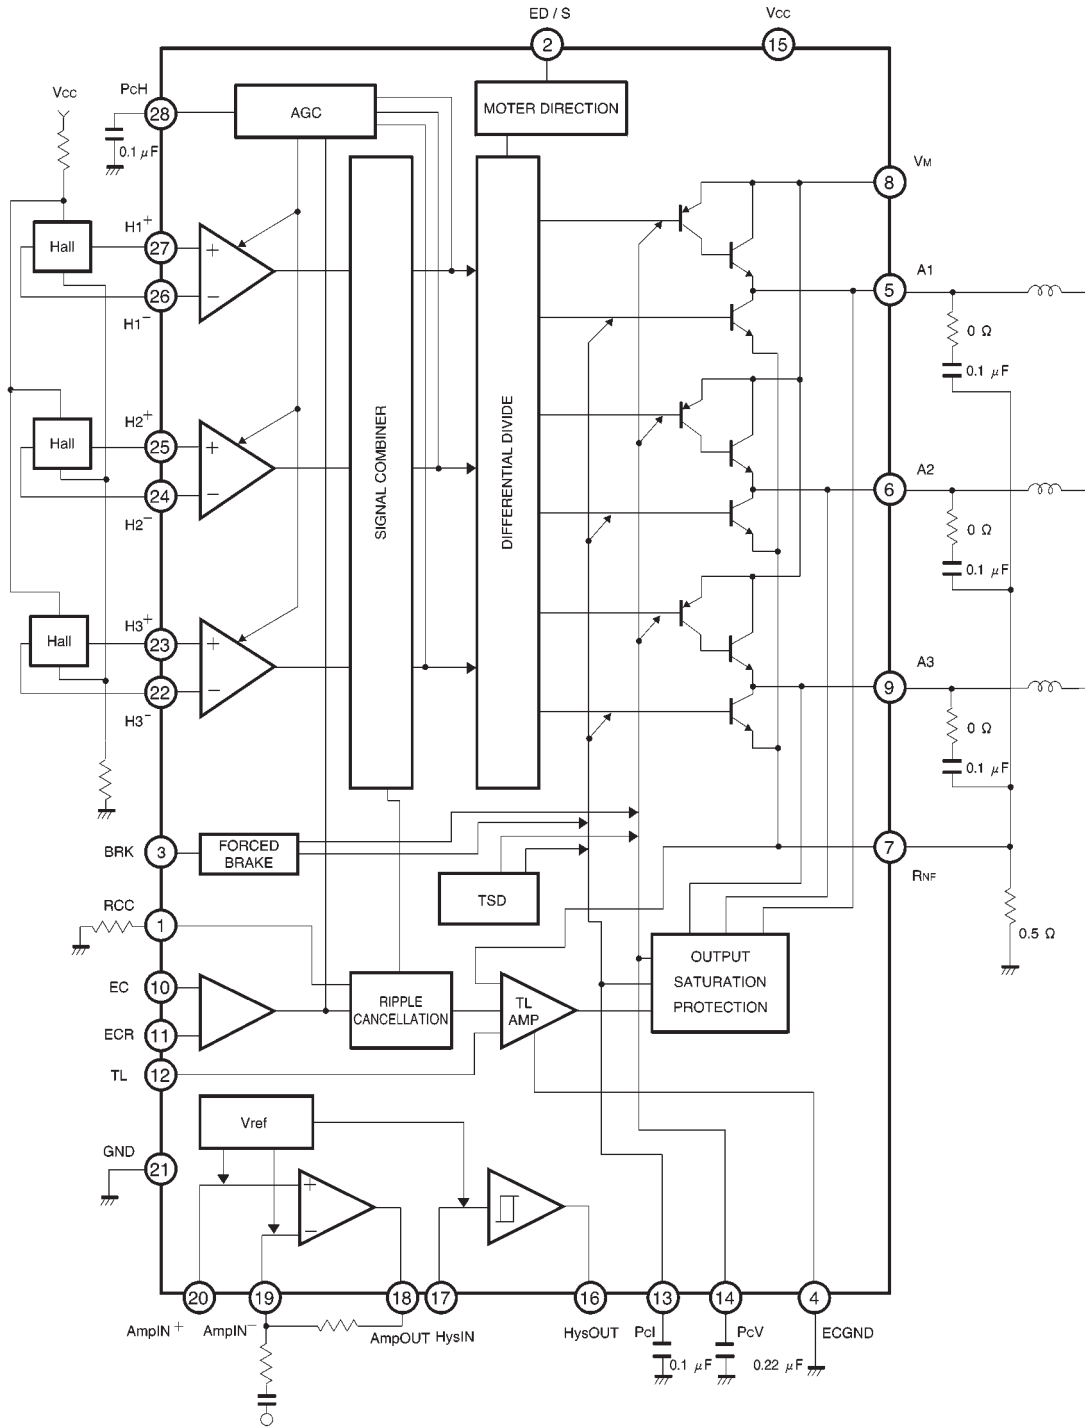 ED / S
VCC
2
15
PCH
VCC
28
AGC
MOTER DIRECTION
0.1 μF
VM
8
H1+
Hall
27
+
26
−
H1−
A1
5
0 Ω
0.1 μF
SIGNAL COMBINER
DIFFERENTIAL DIVIDE
H2+
Hall
25
+
24
−
H2−
A2
6
0 Ω
0.1 μF
H3+
Hall
23
+
22
−
H3−
A3
9
0 Ω
0.1 μF
BRK
3
FORCED
BRAKE
7
RNF
TSD
RCC
1
0.5 Ω
EC
10
ECR
11
TL
12
RIPPLE
CANCELLATION
TL
AMP
OUTPUT
SATURATION
PROTECTION
Vref
GND
21
+
−
20
19
18
17
16
13
14
4
AmpIN+
AmpIN−
AmpOUT
HysIN
HysOUT
PCI
PCV
ECGND
0.1 μF
0.22 μF